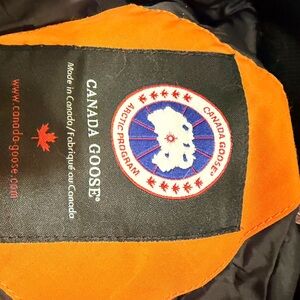 CANADA GOOSE®
ARCTIC PROGRAM
CANADA GOOSE®
Made in Canada/Fabriqué au Canada
www.canada-goose.com